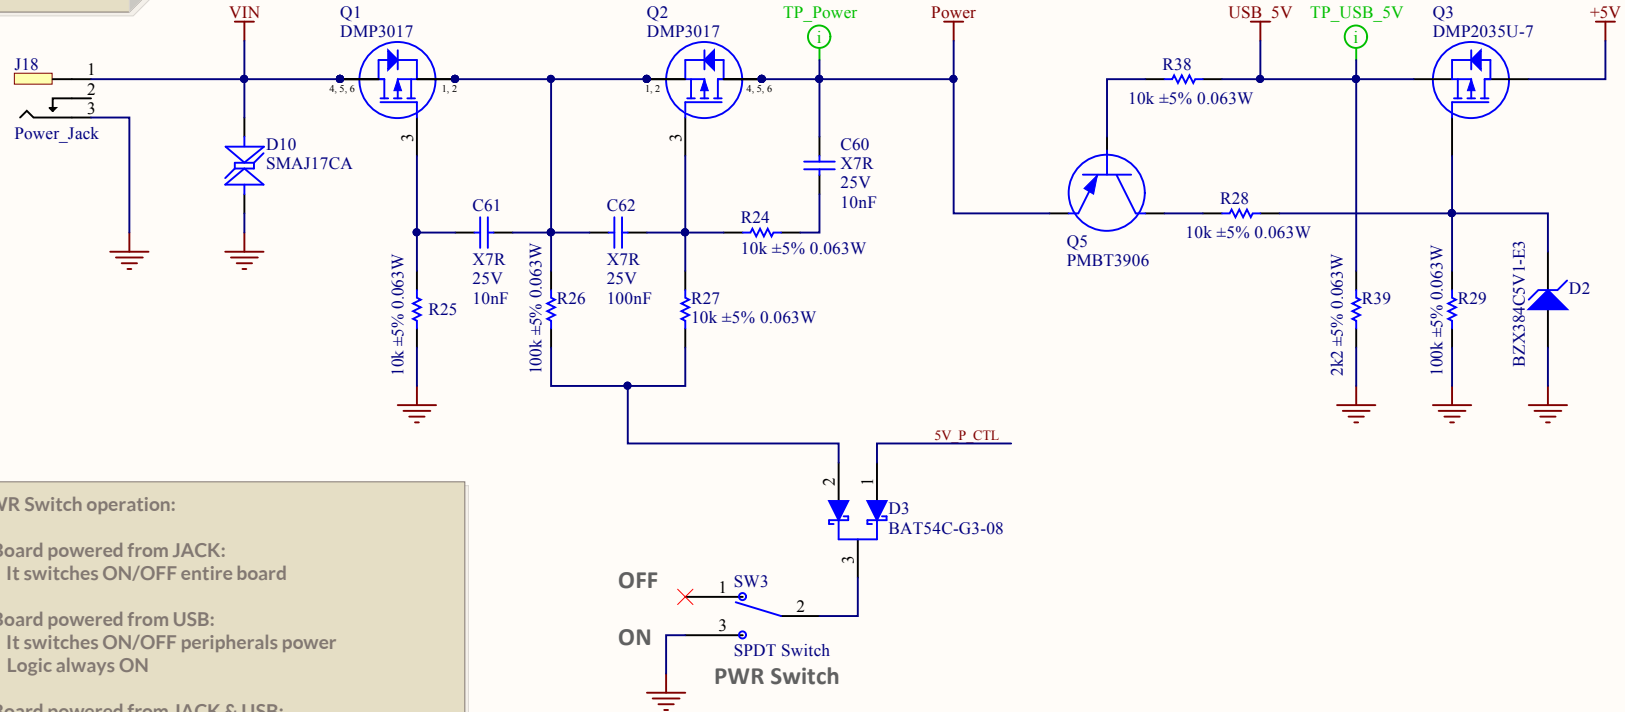 VIN
Q1
DMP3017
Q2
DMP3017
TP_Power
i
Power
USB_5V
TP_USB_5V
i
Q3
DMP2035U-7
+5V
J18
1
2
3
Power_Jack
4, 5, 6
1, 2
3
1, 2
4, 5, 6
3
R38
10k ±5% 0.063W
D10
SMAJ17CA
C60
X7R
25V
10nF
C61
X7R
25V
10nF
C62
X7R
25V
100nF
R24
10k ±5% 0.063W
R28
10k ±5% 0.063W
Q5
PMBT3906
10k ±5% 0.063W
R25
100k ±5% 0.063W
R26
R27
10k ±5% 0.063W
2k2 ±5% 0.063W
R39
100k ±5% 0.063W
R29
BZX384C5V1-E3
D2
5V_P_CTL
2
1
D3
BAT54C-G3-08
3
OFF
1
SW3
2
ON
3
SPDT Switch
PWR Switch
Switch operation:
powered from JACK:
It switches ON/OFF entire board
powered from USB:
It switches ON/OFF peripherals power
Logic always ON
powered from JACK & USB: